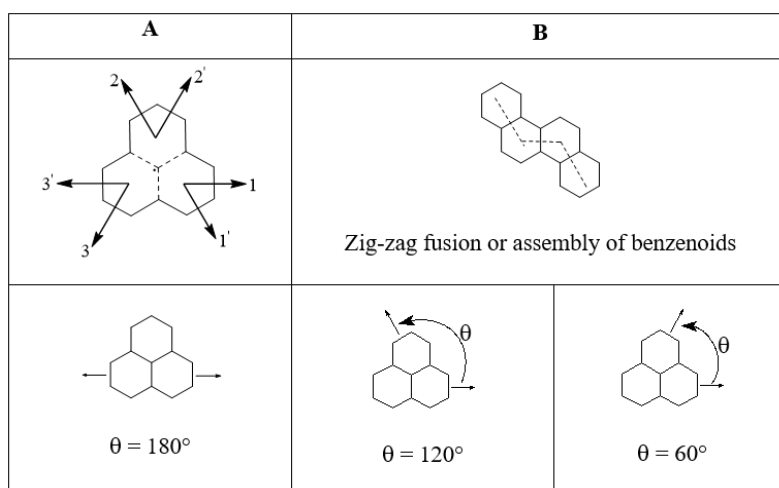 A
B
2
2'
3'
1
3
1'
Zig-zag fusion or assembly of benzenoids
θ
θ
θ = 180°
θ = 120°
θ = 60°